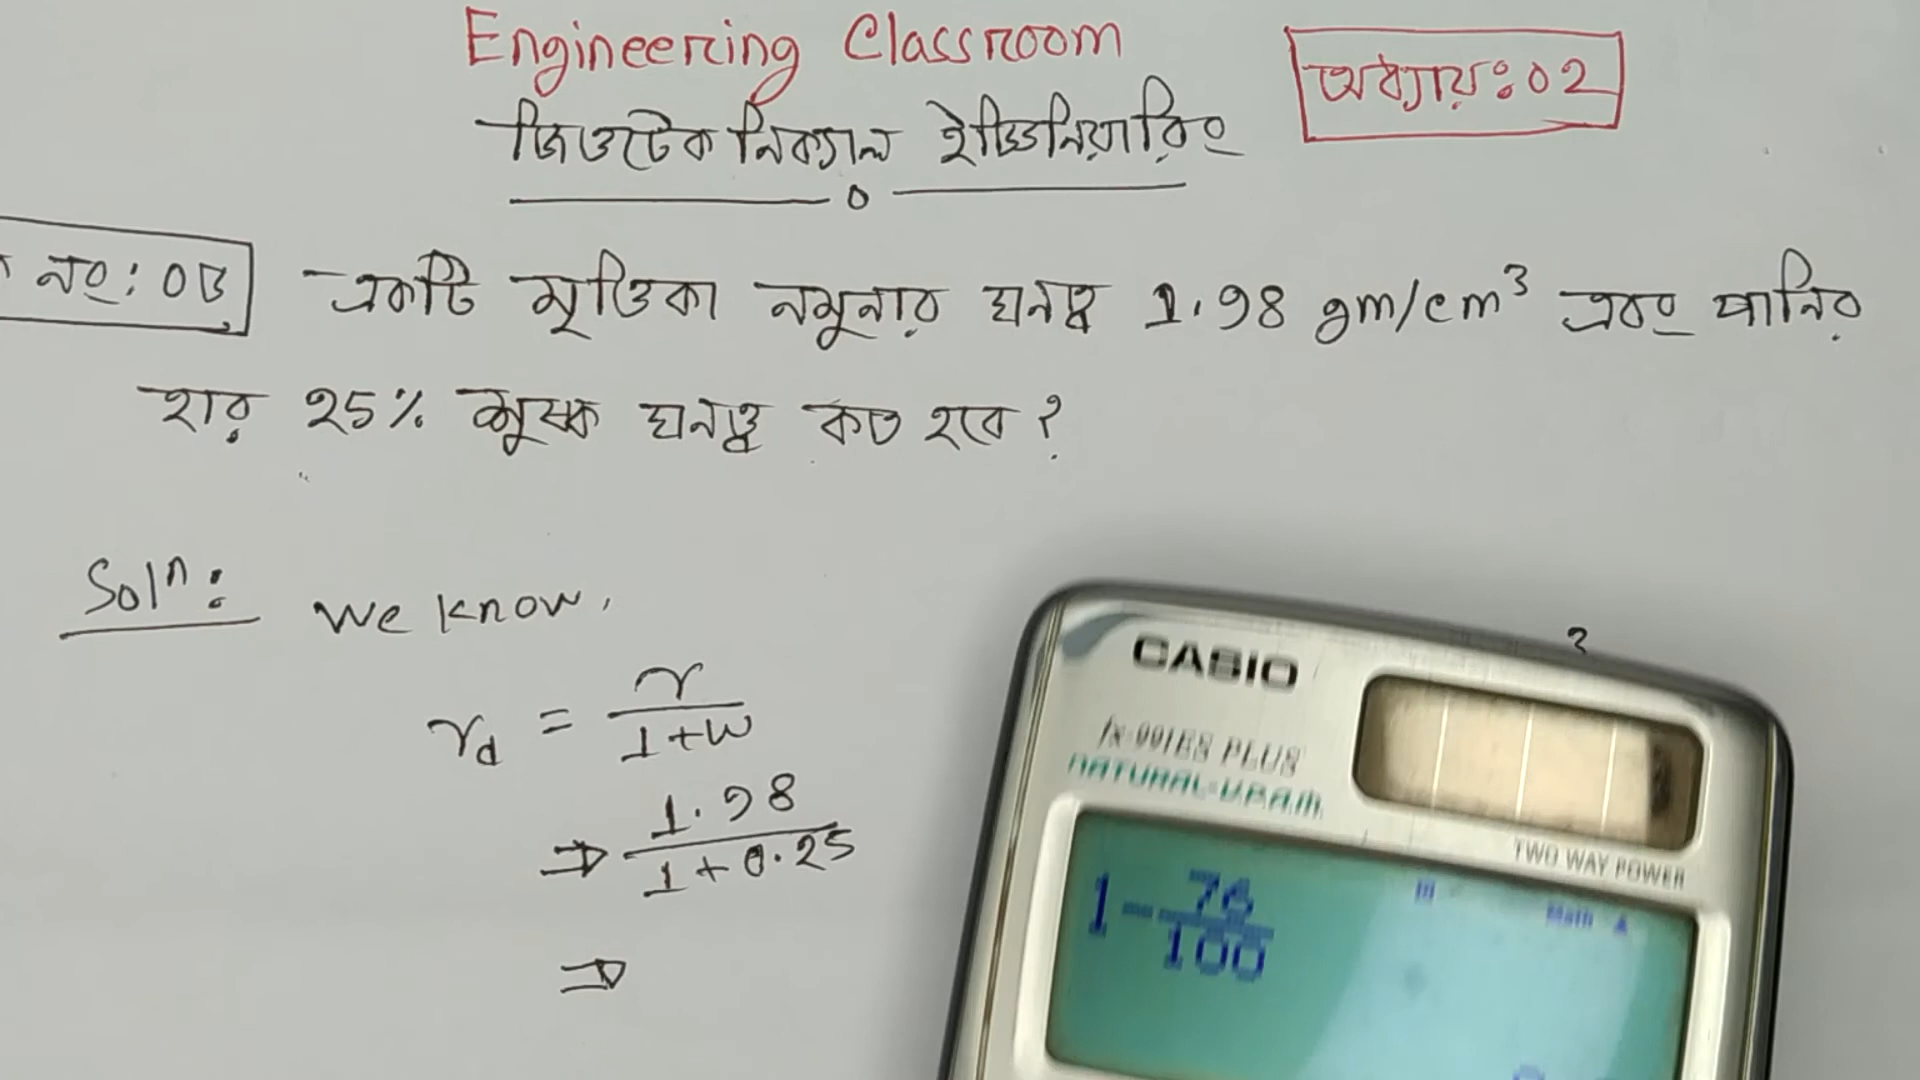 Engineering Classroom
অধ্যায়ঃ০2
জিওটেকনিক্যাল ইঞ্জিনিয়ারিং
নং: ০৩ একটি মৃত্তিকা নমুনার ঘনত্ব 1.98 gm/cm³ এবং পানির
হার 25% শুষ্ক ঘনত্ব কত হবে?
Solⁿ: We know,
γd = γ / 1+w
⇒ 1.98 / 1+0.25
⇒
CASIO
fx-991ES PLUS
NATURAL-V.P.A.M.
TWO WAY POWER
Math ▲
1-76/100